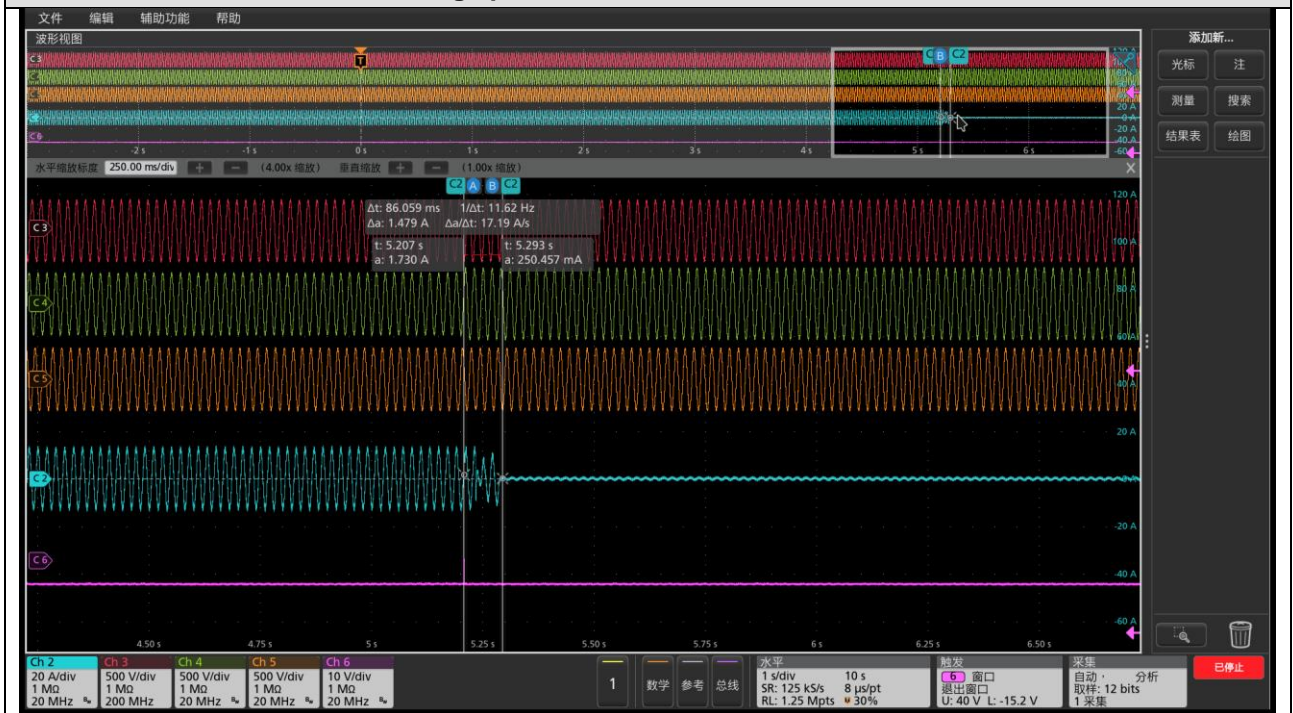 文件 编辑 辅助功能 帮助
波形视图
添加新...
光标 注
测量 搜索
结果表 绘图
C3
T
C B C2
20 A
-20 A
-40 A
-60
-2 s -1 s 0 s 1 s 2 s 3 s 4 s 5 s 6 s
C6
水平缩放标度 250.00 ms/div + - (4.00x 缩放) 垂直缩放 + - (1.00x 缩放) X
C2 A B C2
Δt: 86.059 ms 1/Δt: 11.62 Hz
Δa: 1.479 A Δa/Δt: 17.19 A/s
t: 5.207 s
a: 1.730 A
t: 5.293 s
a: 250.457 mA
120 A
C3
100 A
80 A
C4
60 A
C5
40 A
20 A
C2
-20 A
C6
-40 A
-60 A
4.50 s 4.75 s 5 s 5.25 s 5.50 s 5.75 s 6 s 6.25 s 6.50 s
Ch 2
20 A/div
1 MΩ
20 MHz
Ch 3
500 V/div
1 MΩ
200 MHz
Ch 4
500 V/div
1 MΩ
20 MHz
Ch 5
500 V/div
1 MΩ
20 MHz
Ch 6
10 V/div
1 MΩ
20 MHz
1
数学 参考 总线
水平
1 s/div 10 s
SR: 125 kS/s 8 µs/pt
RL: 1.25 Mpts 30%
触发
6 窗口
退出窗口
U: 40 V L: -15.2 V
采集
自动, 分析
取样: 12 bits
1 采集
已停止